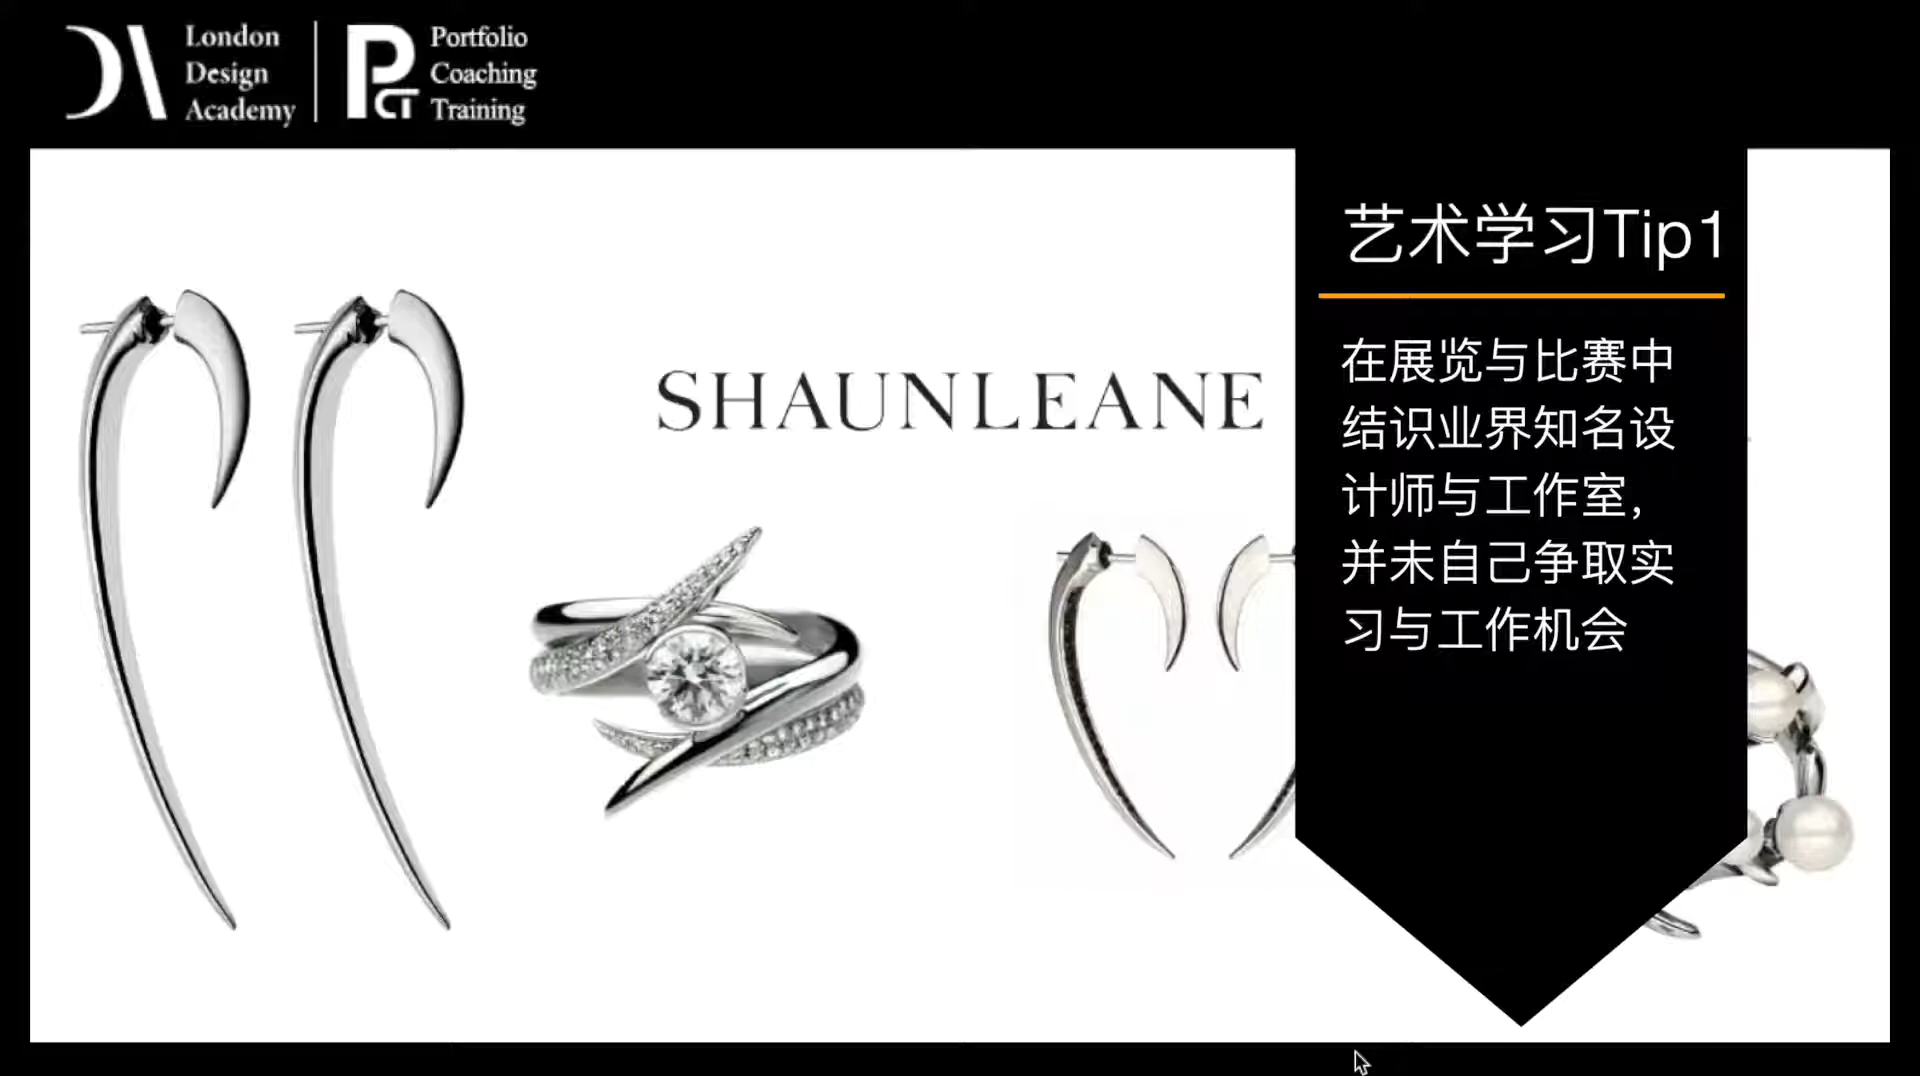 London
Design
Academy
PCT
Portfolio
Coaching
Training
SHAUNLEANE
艺术学习Tip1
在展览与比赛中
结识业界知名设
计师与工作室，
并未自己争取实
习与工作机会